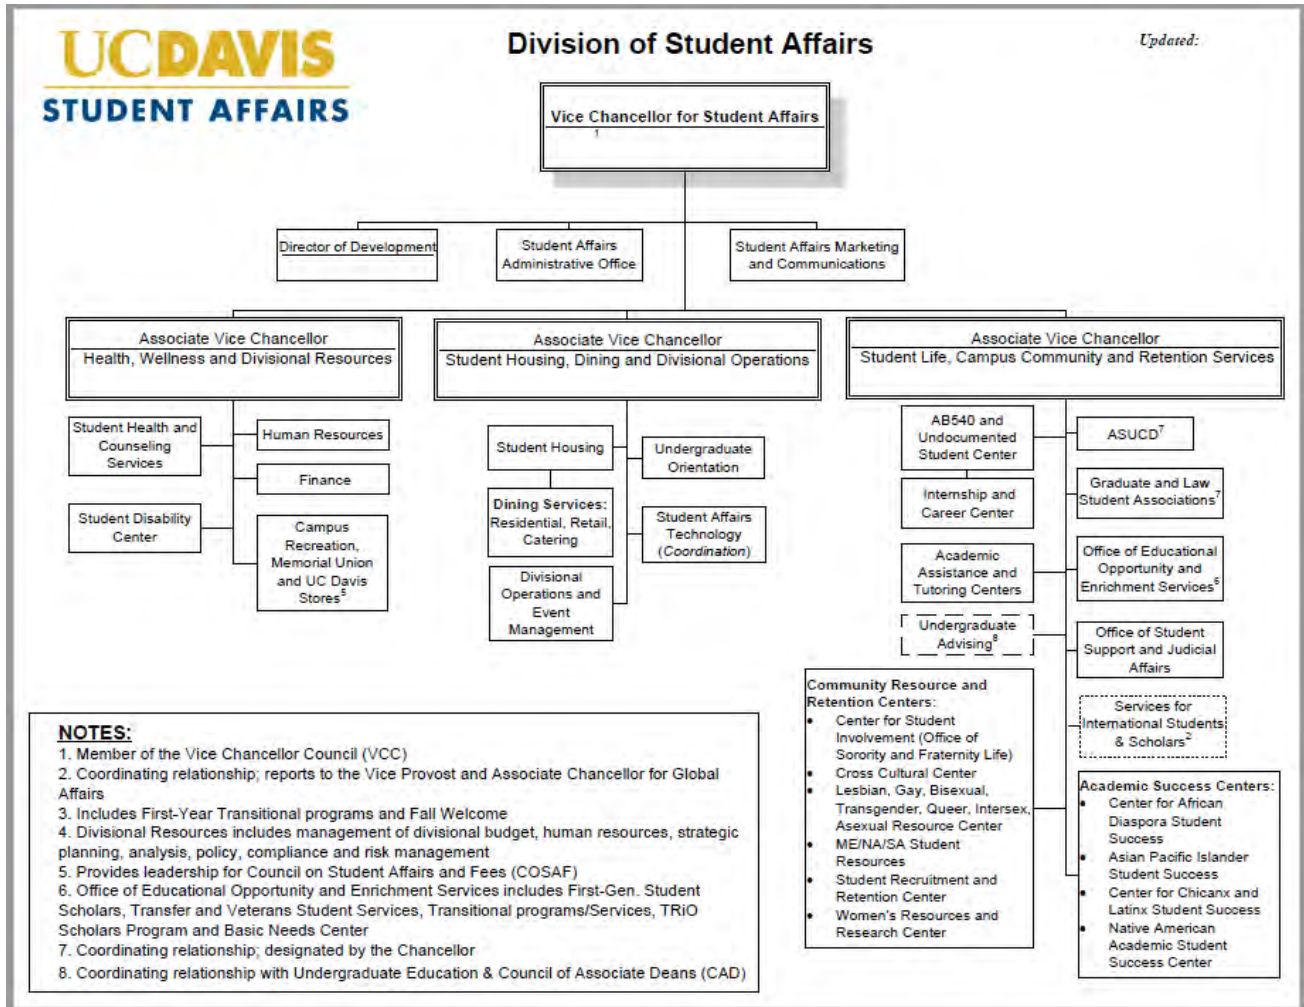 UCDAVIS
STUDENT AFFAIRS
Division of Student Affairs
Updated:
Vice Chancellor for Student Affairs
1
Director of Development
Student Affairs
Administrative Office
Student Affairs Marketing
and Communications
Associate Vice Chancellor
Health, Wellness and Divisional Resources
Associate Vice Chancellor
Student Housing, Dining and Divisional Operations
Associate Vice Chancellor
Student Life, Campus Community and Retention Services
Student Health and
Counseling
Services
Human Resources
Finance
Student Disability
Center
Campus
Recreation,
Memorial Union
and UC Davis
Stores5
Student Housing
Undergraduate
Orientation
Dining Services:
Residential, Retail,
Catering
Student Affairs
Technology
(Coordination)
Divisional
Operations and
Event
Management
AB540 and
Undocumented
Student Center
ASUCD7
Internship and
Career Center
Graduate and Law
Student Associations7
Academic
Assistance and
Tutoring Centers
Office of Educational
Opportunity and
Enrichment Services6
Undergraduate
Advising8
Office of Student
Support and Judicial
Affairs
Community Resource and
Retention Centers:
• Center for Student
Involvement (Office of
Sorority and Fraternity Life)
• Cross Cultural Center
• Lesbian, Gay, Bisexual,
Transgender, Queer, Intersex,
Asexual Resource Center
• ME/NA/SA Student
Resources
• Student Recruitment and
Retention Center
• Women's Resources and
Research Center
Services for
International Students
& Scholars2
Academic Success Centers:
• Center for African
Diaspora Student
Success
• Asian Pacific Islander
Student Success
• Center for Chicanx and
Latinx Student Success
• Native American
Academic Student
Success Center
NOTES:
1. Member of the Vice Chancellor Council (VCC)
2. Coordinating relationship; reports to the Vice Provost and Associate Chancellor for Global
Affairs
3. Includes First-Year Transitional programs and Fall Welcome
4. Divisional Resources includes management of divisional budget, human resources, strategic
planning, analysis, policy, compliance and risk management
5. Provides leadership for Council on Student Affairs and Fees (COSAF)
6. Office of Educational Opportunity and Enrichment Services includes First-Gen. Student
Scholars, Transfer and Veterans Student Services, Transitional programs/Services, TRiO
Scholars Program and Basic Needs Center
7. Coordinating relationship; designated by the Chancellor
8. Coordinating relationship with Undergraduate Education & Council of Associate Deans (CAD)